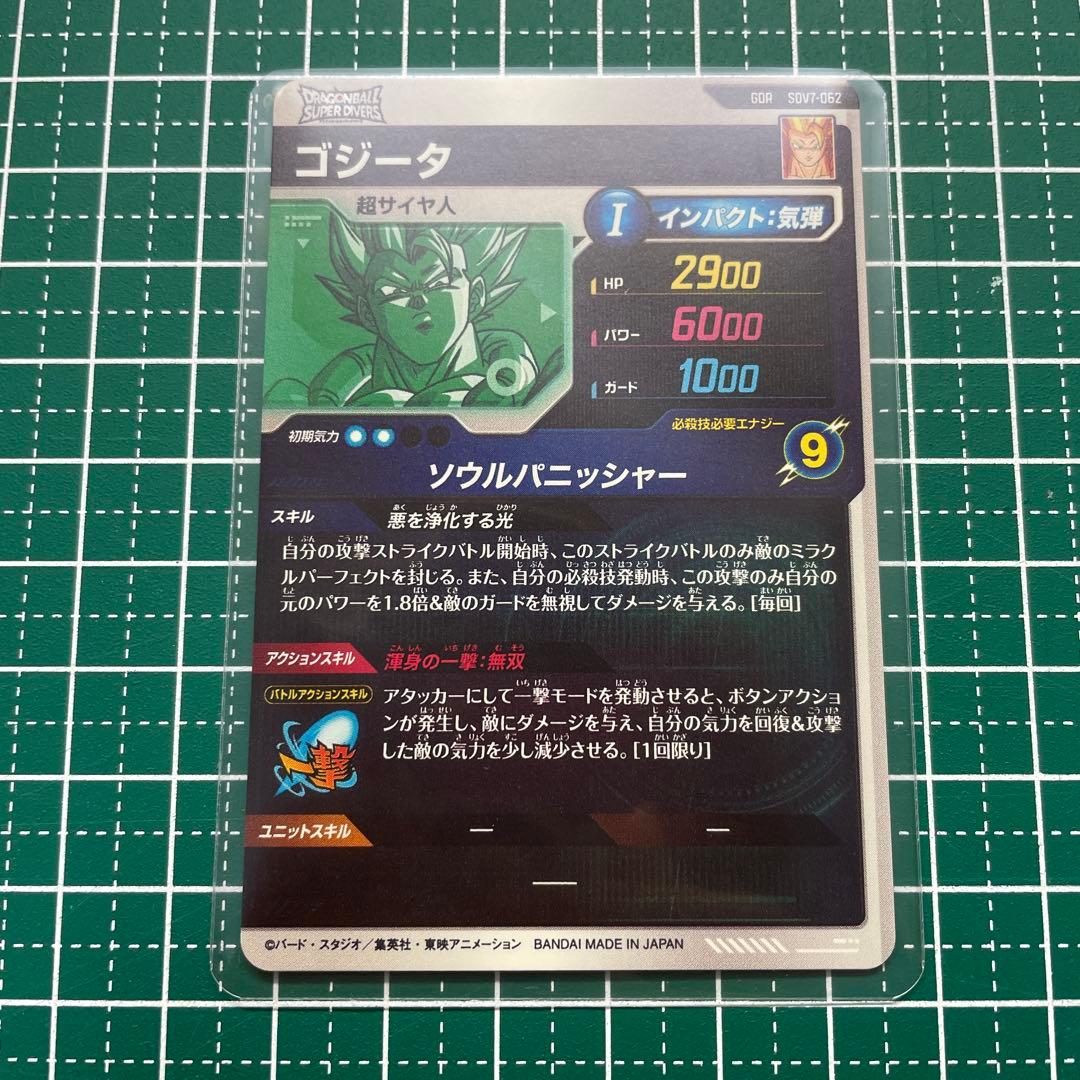 DRAGONBALL
SUPER DIVERS
GDR SDV7-062
ゴジータ
超サイヤ人
I インパクト:気弾
HP 2900
パワー 6000
ガード 1000
初期気力
必殺技必要エナジー
9
ソウルパニッシャー
スキル 悪を浄化する光
自分の攻撃ストライクバトル開始時、このストライクバトルのみ敵のミラク
ルパーフェクトを封じる。また、自分の必殺技発動時、この攻撃のみ自分の
元のパワーを1.8倍&敵のガードを無視してダメージを与える。[毎回]
アクションスキル 渾身の一撃:無双
バトルアクションスキル
アタッカーにして一撃モードを発動させると、ボタンアクショ
ンが発生し、敵にダメージを与え、自分の気力を回復&攻撃
した敵の気力を少し減少させる。[1回限り]
一撃
ユニットスキル — —
—
©バード・スタジオ/集英社・東映アニメーション BANDAI MADE IN JAPAN